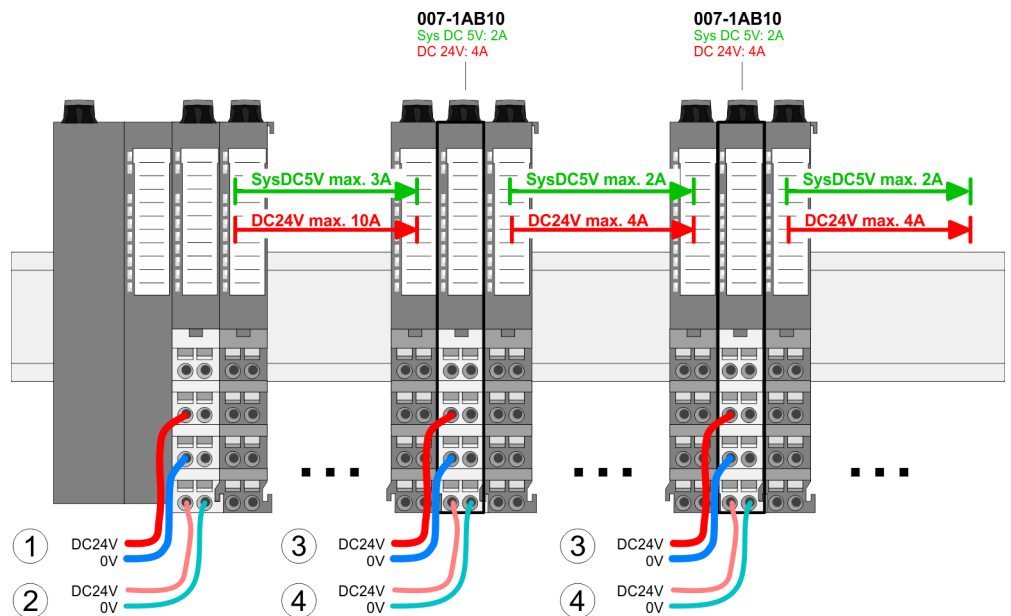 007-1AB10
Sys DC 5V: 2A
DC 24V: 4A
007-1AB10
Sys DC 5V: 2A
DC 24V: 4A
SysDC5V max. 3A
SysDC5V max. 2A
SysDC5V max. 2A
DC24V max. 10A
DC24V max. 4A
DC24V max. 4A
1
DC24V
0V
3
DC24V
0V
3
DC24V
0V
2
DC24V
0V
4
DC24V
0V
4
DC24V
0V